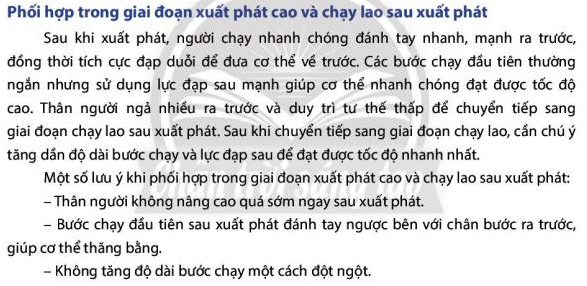 Phối hợp trong giai đoạn xuất phát cao và chạy lao sau xuất phát
Sau khi xuất phát, người chạy nhanh chóng đánh tay nhanh, mạnh ra trước,
đồng thời tích cực đạp duỗi để đưa cơ thể về trước. Các bước chạy đầu tiên thường
ngắn nhưng sử dụng lực đạp sau mạnh giúp cơ thể nhanh chóng đạt được tốc độ
cao. Thân người ngả nhiều ra trước và duy trì tư thế thấp để chuyển tiếp sang
giai đoạn chạy lao sau xuất phát. Sau khi chuyển tiếp sang giai đoạn chạy lao, cần chú ý
tăng dần độ dài bước chạy và lực đạp sau để đạt được tốc độ nhanh nhất.
Một số lưu ý khi phối hợp trong giai đoạn xuất phát cao và chạy lao sau xuất phát:
– Thân người không nâng cao quá sớm ngay sau xuất phát.
– Bước chạy đầu tiên sau xuất phát đánh tay ngược bên với chân bước ra trước,
giúp cơ thể thăng bằng.
– Không tăng độ dài bước chạy một cách đột ngột.